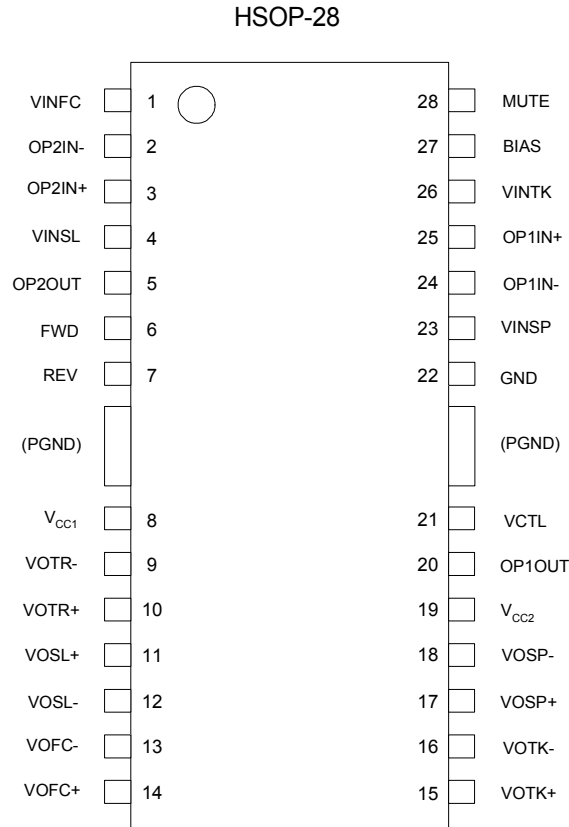 HSOP-28
VINFC 1 28 MUTE
OP2IN- 2 27 BIAS
OP2IN+ 3 26 VINTK
VINSL 4 25 OP1IN+
OP2OUT 5 24 OP1IN-
FWD 6 23 VINSP
REV 7 22 GND
(PGND) (PGND)
VCC1 8 21 VCTL
VOTR- 9 20 OP1OUT
VOTR+ 10 19 VCC2
VOSL+ 11 18 VOSP-
VOSL- 12 17 VOSP+
VOFC- 13 16 VOTK-
VOFC+ 14 15 VOTK+